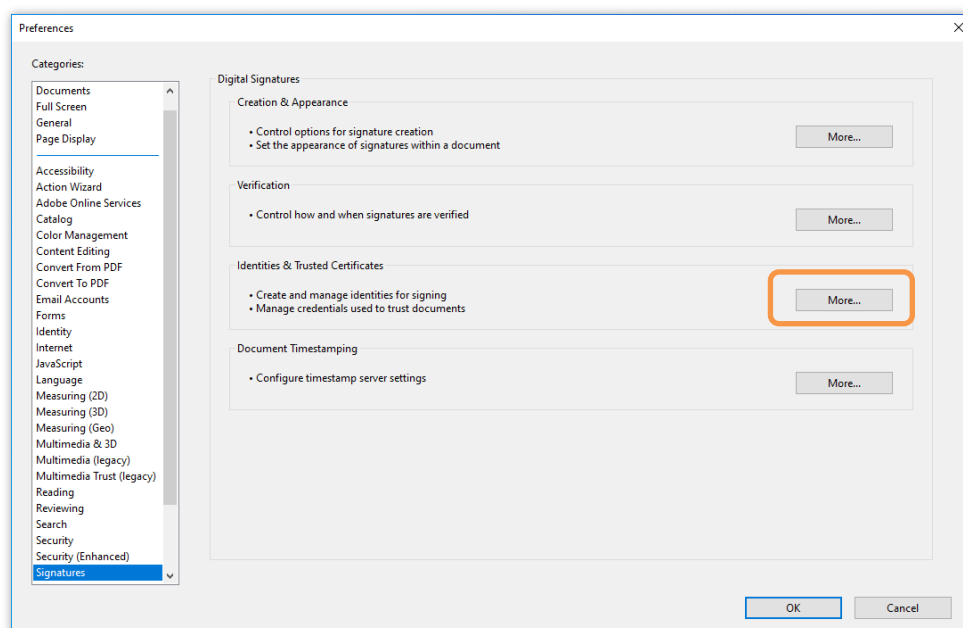 Preferences
Categories:
Documents
Full Screen
General
Page Display
Accessibility
Action Wizard
Adobe Online Services
Catalog
Color Management
Content Editing
Convert From PDF
Convert To PDF
Email Accounts
Forms
Identity
Internet
JavaScript
Language
Measuring (2D)
Measuring (3D)
Measuring (Geo)
Multimedia & 3D
Multimedia (legacy)
Multimedia Trust (legacy)
Reading
Reviewing
Search
Security
Security (Enhanced)
Signatures
Digital Signatures
Creation & Appearance
• Control options for signature creation
• Set the appearance of signatures within a document
More...
Verification
• Control how and when signatures are verified
More...
Identities & Trusted Certificates
• Create and manage identities for signing
• Manage credentials used to trust documents
More...
Document Timestamping
• Configure timestamp server settings
More...
OK
Cancel